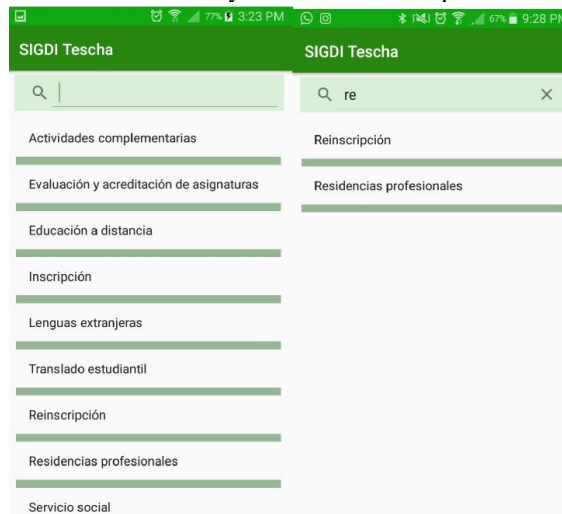 77% 3:23 PM
SIGDI Tescha
Actividades complementarias
Evaluación y acreditación de asignaturas
Educación a distancia
Inscripción
Lenguas extranjeras
Translado estudiantil
Reinscripción
Residencias profesionales
Servicio social
67% 9:28 PM
SIGDI Tescha
re
Reinscripción
Residencias profesionales